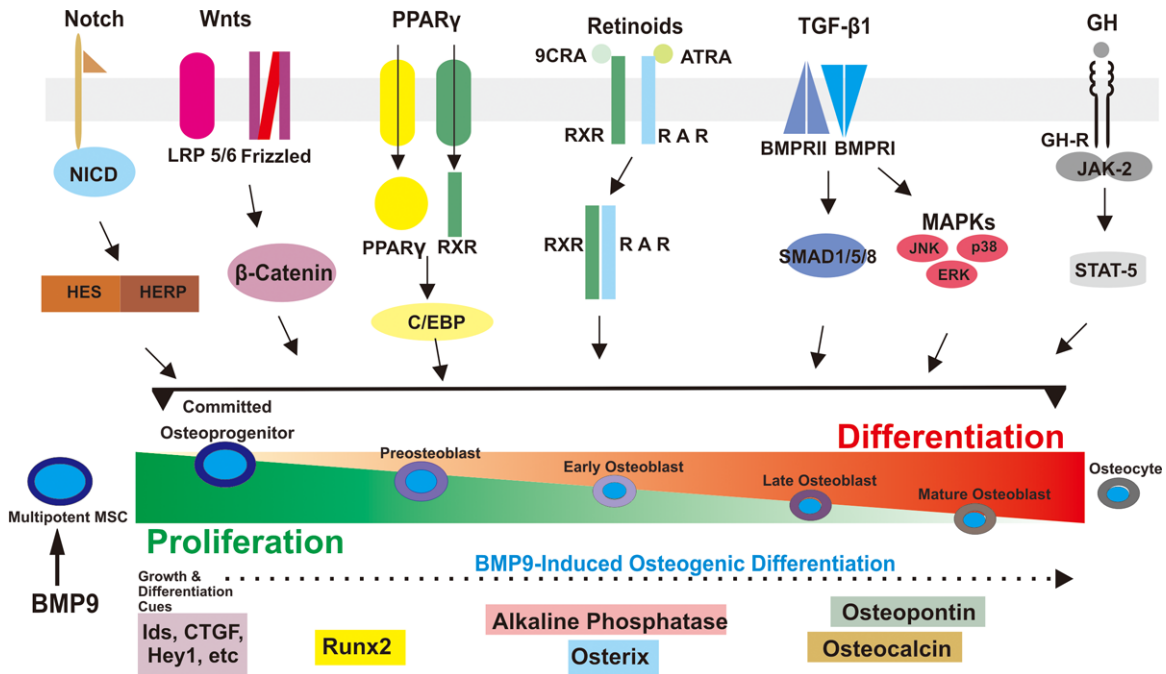 Notch
Wnts
PPARγ
Retinoids
TGF-β1
GH
9CRA
ATRA
RXR
R A R
LRP 5/6 Frizzled
BMPRII BMPRI
GH-R
JAK-2
NICD
PPARγ
RXR
RXR
R A R
MAPKs
JNK
p38
ERK
SMAD1/5/8
STAT-5
HES
HERP
β-Catenin
C/EBP
Committed
Osteoprogenitor
Differentiation
Preosteoblast
Early Osteoblast
Late Osteoblast
Mature Osteoblast
Osteocyte
Multipotent MSC
Proliferation
BMP9-Induced Osteogenic Differentiation
BMP9
Growth &
Differentiation
Cues
Ids, CTGF,
Hey1, etc
Runx2
Alkaline Phosphatase
Osterix
Osteopontin
Osteocalcin